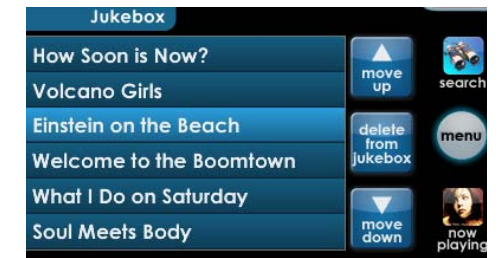 Jukebox
How Soon is Now?
Volcano Girls
Einstein on the Beach
Welcome to the Boomtown
What I Do on Saturday
Soul Meets Body
move
up
delete
from
jukebox
move
down
search
menu
now
playing